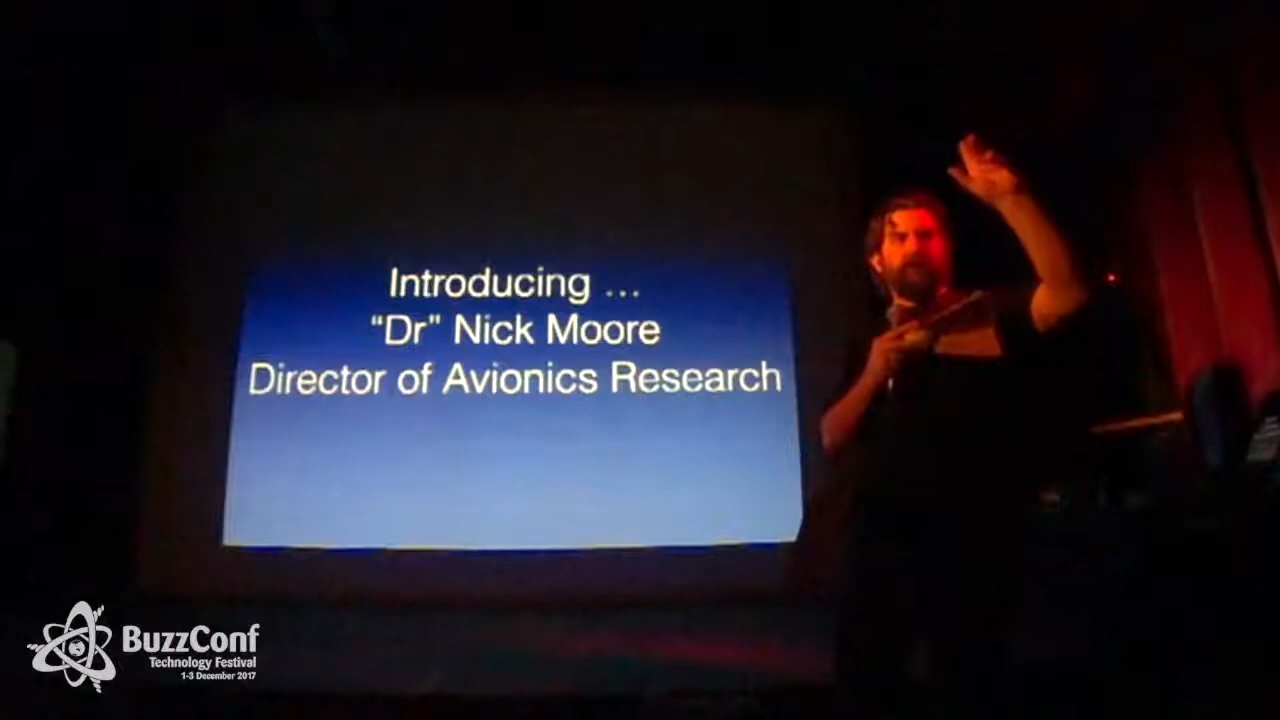 Introducing ...
“Dr” Nick Moore
Director of Avionics Research
BuzzConf
Technology Festival
1-3 December 2017